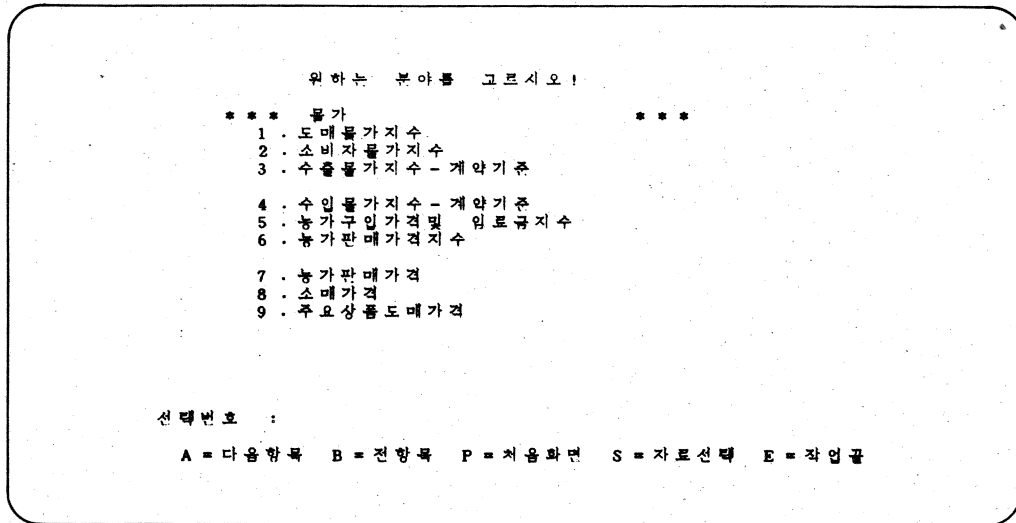 원하는 분야를 고르시오!
* * * 물가 * * *
1 . 도매물가지수
2 . 소비자물가지수
3 . 수출물가지수 - 계약기준
4 . 수입물가지수 - 계약기준
5 . 농가구입가격및 임료금지수
6 . 농가판매가격지수
7 . 농가판매가격
8 . 소매가격
9 . 주요상품도매가격
선택번호 :
A = 다음항목 B = 전항목 P = 처음화면 S = 자료선택 E = 작업끝